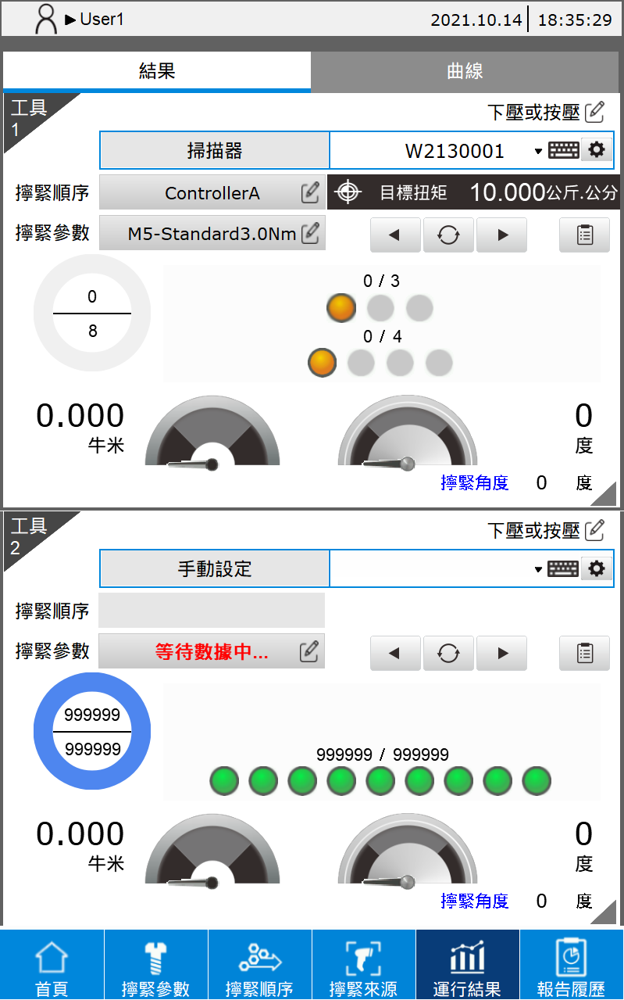 User1
2021.10.14 18:35:29
結果 曲線
工具
1
下壓或按壓
掃描器 W2130001
擰緊順序 ControllerA 目標扭矩 10.000公斤.公分
擰緊參數 M5-Standard3.0Nm
0 / 3
0
8
0 / 4
0.000 0
牛米 度
擰緊角度 0 度
工具
2
下壓或按壓
手動設定
擰緊順序
擰緊參數 等待數據中...
999999
999999
999999 / 999999
0.000 0
牛米 度
擰緊角度 0 度
首頁 擰緊參數 擰緊順序 擰緊來源 運行結果 報告履歷